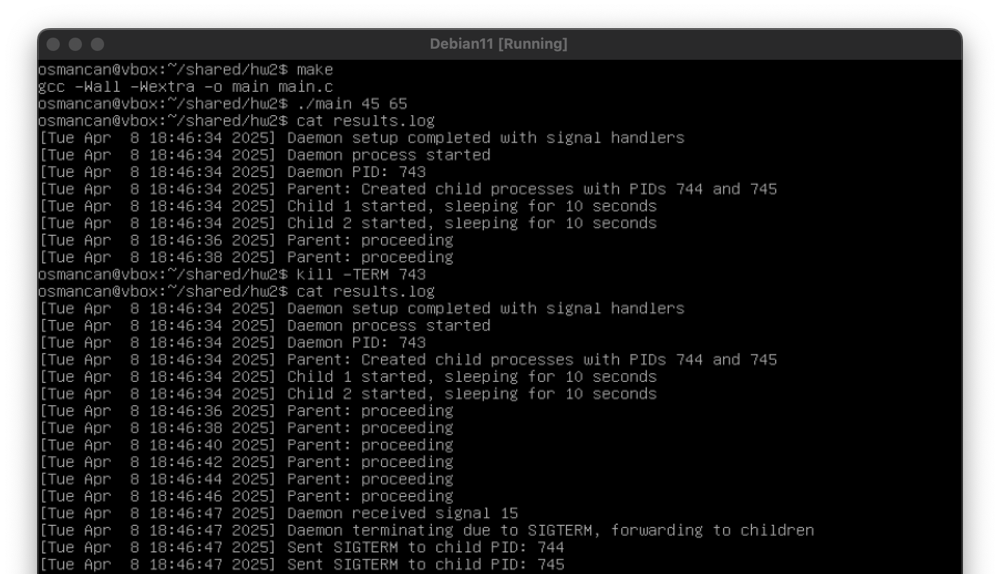 Debian11 [Running]
osmancan@vbox:~/shared/hw2$ make
gcc -Wall -Wextra -o main main.c
osmancan@vbox:~/shared/hw2$ ./main 45 65
osmancan@vbox:~/shared/hw2$ cat results.log
[Tue Apr  8 18:46:34 2025] Daemon setup completed with signal handlers
[Tue Apr  8 18:46:34 2025] Daemon process started
[Tue Apr  8 18:46:34 2025] Daemon PID: 743
[Tue Apr  8 18:46:34 2025] Parent: Created child processes with PIDs 744 and 745
[Tue Apr  8 18:46:34 2025] Child 1 started, sleeping for 10 seconds
[Tue Apr  8 18:46:34 2025] Child 2 started, sleeping for 10 seconds
[Tue Apr  8 18:46:36 2025] Parent: proceeding
[Tue Apr  8 18:46:38 2025] Parent: proceeding
osmancan@vbox:~/shared/hw2$ kill -TERM 743
osmancan@vbox:~/shared/hw2$ cat results.log
[Tue Apr  8 18:46:34 2025] Daemon setup completed with signal handlers
[Tue Apr  8 18:46:34 2025] Daemon process started
[Tue Apr  8 18:46:34 2025] Daemon PID: 743
[Tue Apr  8 18:46:34 2025] Parent: Created child processes with PIDs 744 and 745
[Tue Apr  8 18:46:34 2025] Child 1 started, sleeping for 10 seconds
[Tue Apr  8 18:46:34 2025] Child 2 started, sleeping for 10 seconds
[Tue Apr  8 18:46:36 2025] Parent: proceeding
[Tue Apr  8 18:46:38 2025] Parent: proceeding
[Tue Apr  8 18:46:40 2025] Parent: proceeding
[Tue Apr  8 18:46:42 2025] Parent: proceeding
[Tue Apr  8 18:46:44 2025] Parent: proceeding
[Tue Apr  8 18:46:46 2025] Parent: proceeding
[Tue Apr  8 18:46:47 2025] Daemon received signal 15
[Tue Apr  8 18:46:47 2025] Daemon terminating due to SIGTERM, forwarding to children
[Tue Apr  8 18:46:47 2025] Sent SIGTERM to child PID: 744
[Tue Apr  8 18:46:47 2025] Sent SIGTERM to child PID: 745